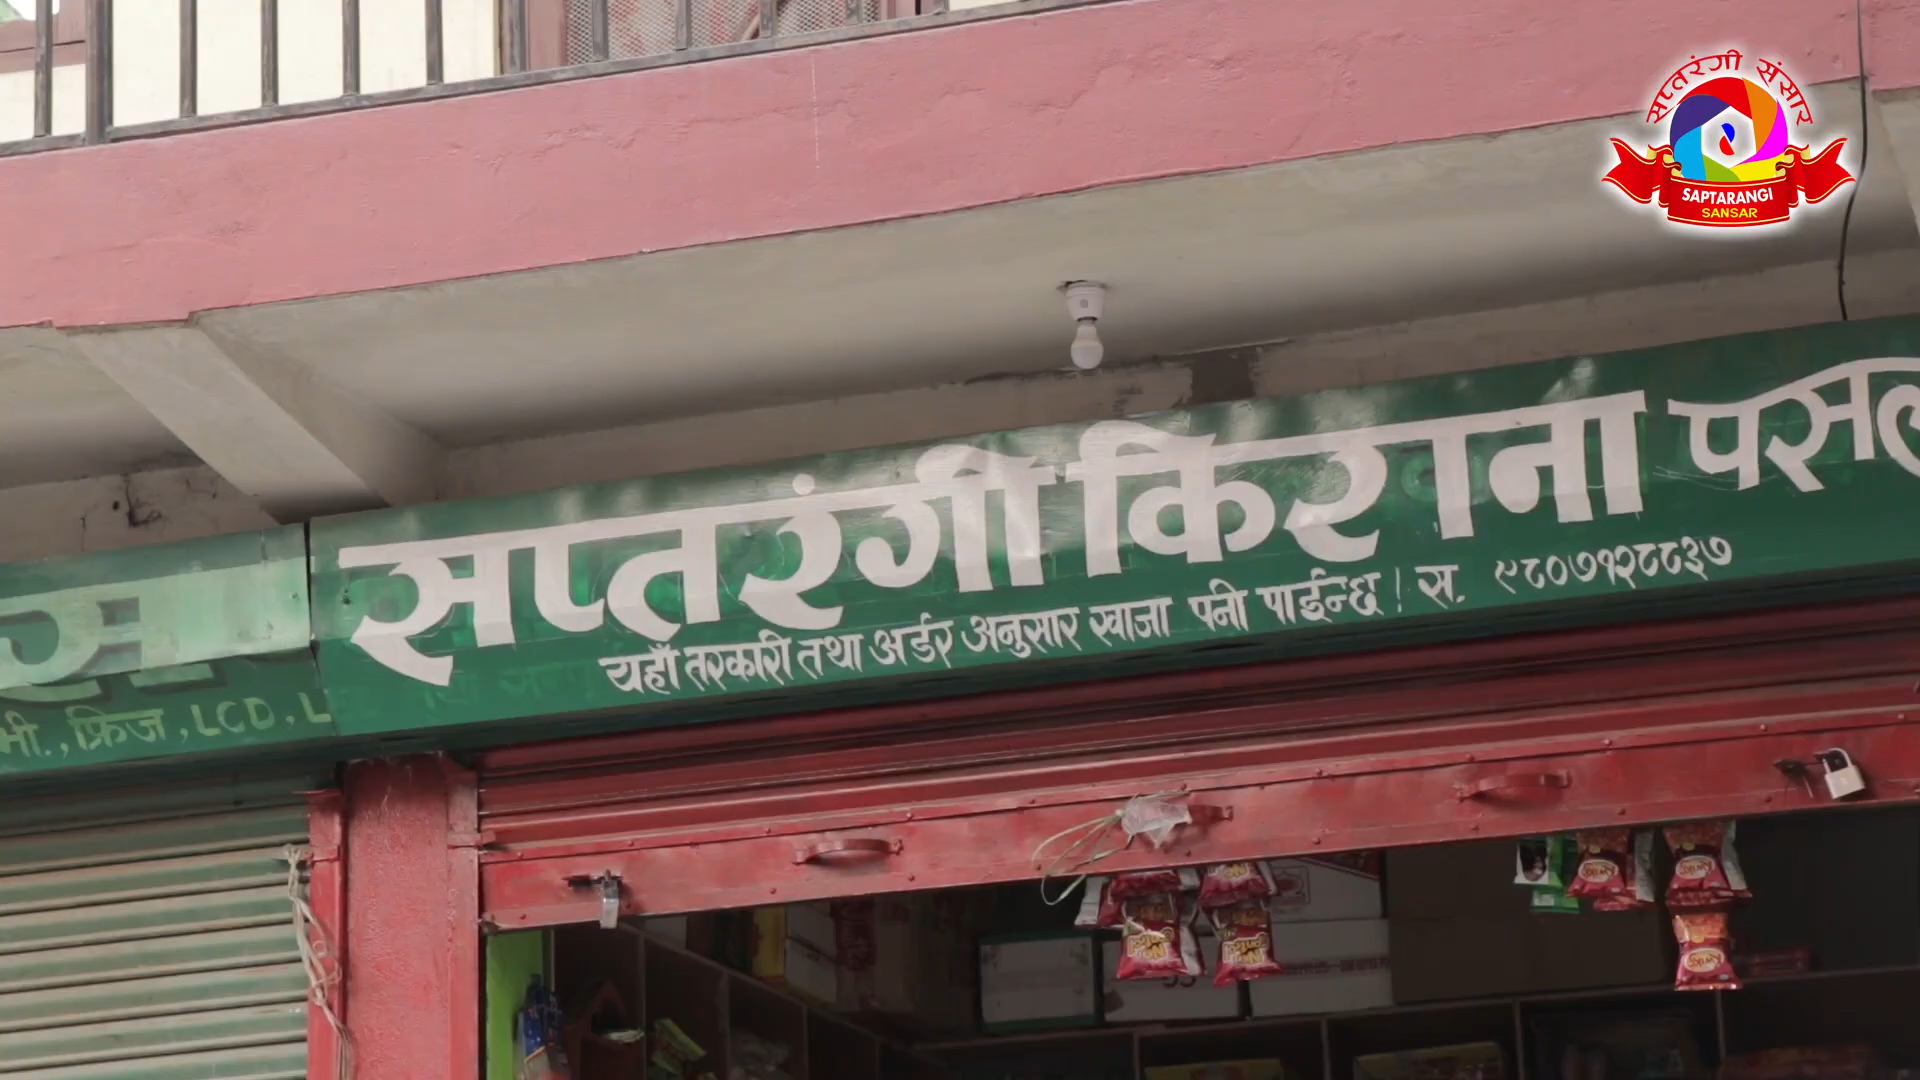 सप्तरंगी संसार
SAPTARANGI
SANSAR
सप्तरंगी किराना पसल
यहाँ तरकारी तथा अर्डर अनुसार खाजा पनी पाईन्छ। स. ९८०७१२८८३७
स
भी., फ्रिज, LCD, L